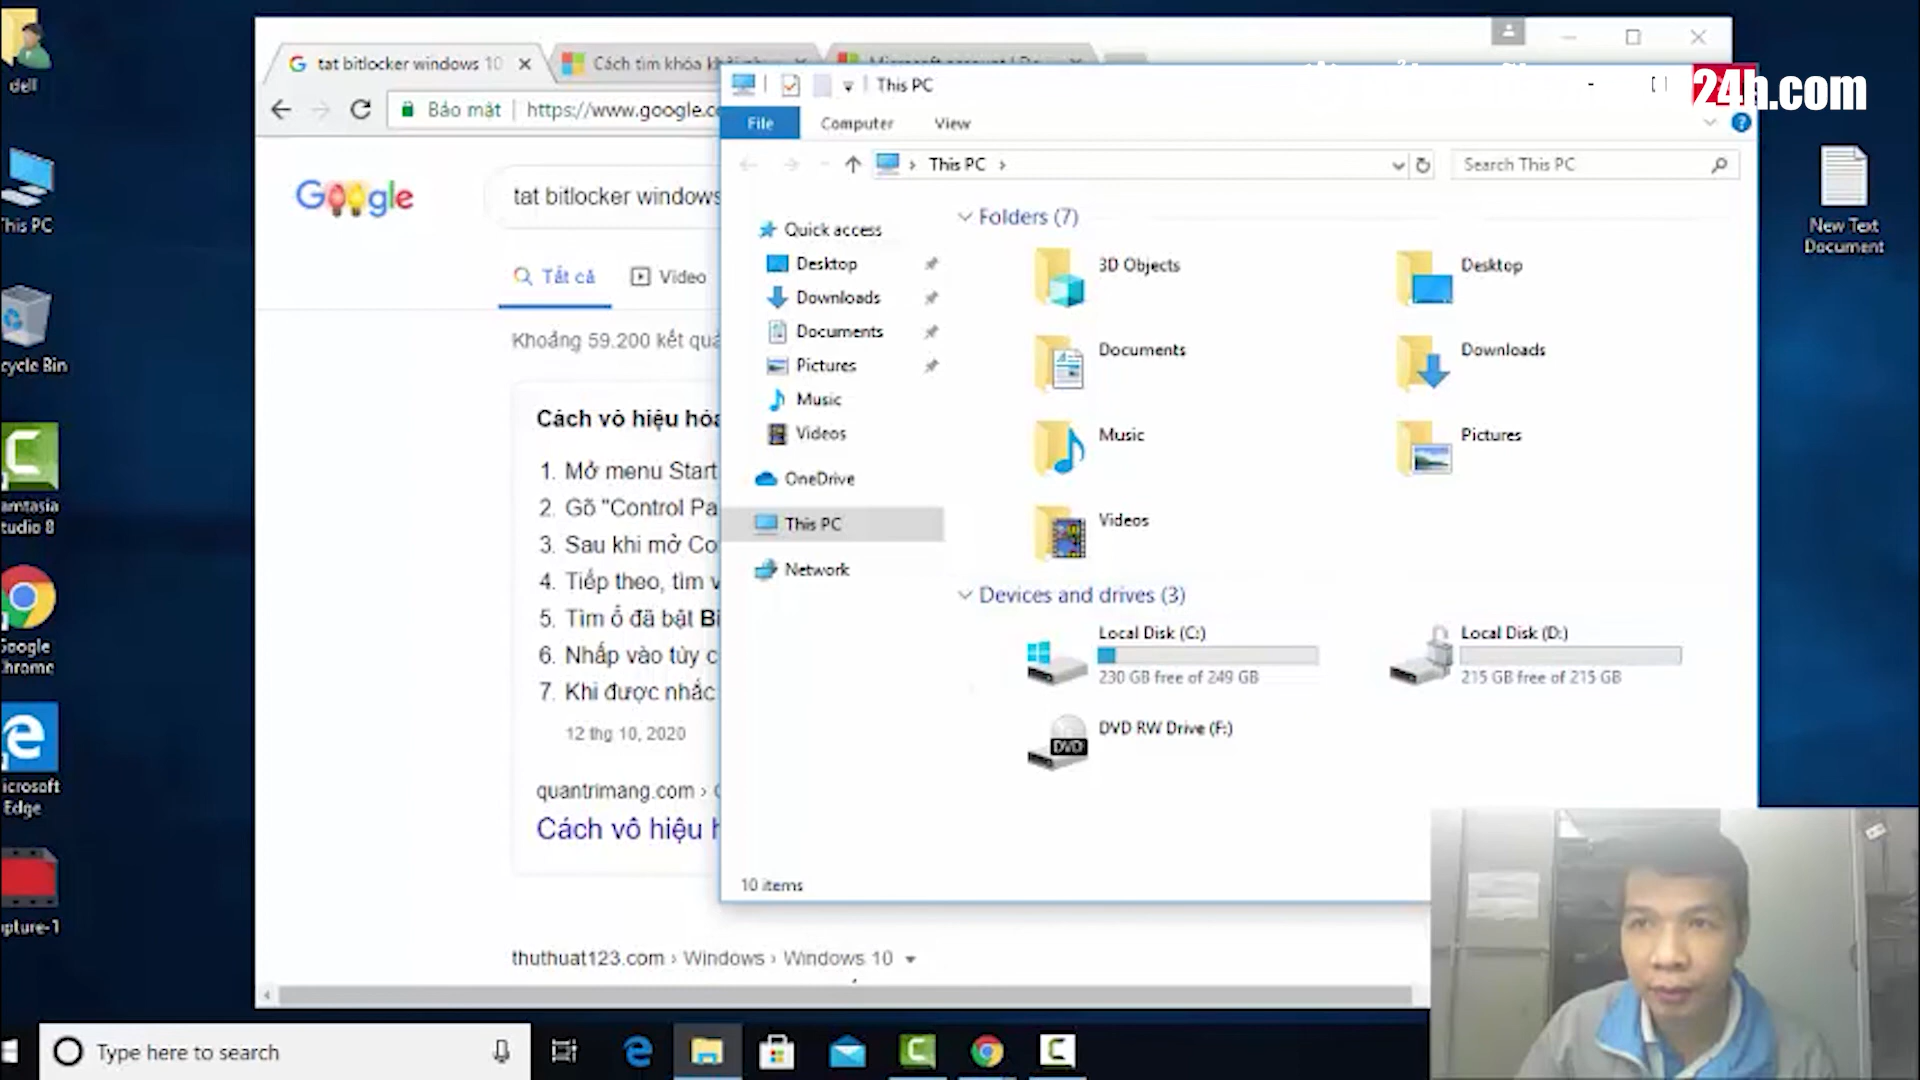 dell
This PC
cycle Bin
amtasia
tudio 8
Google
Chrome
icrosoft
Edge
pture-1
tat bitlocker windows 10
Cách tìm khóa
Microsoft account
Bảo mật
https://www.google.c
Google
tat bitlocker windows
Tất cả
Video
Khoảng 59.200 kết quả
Cách vô hiệu hóa
1. Mở menu Start
2. Gõ "Control Pa
3. Sau khi mở Co
4. Tiếp theo, tìm v
5. Tìm ổ đã bật Bi
6. Nhấp vào tùy c
7. Khi được nhắc
12 thg 10, 2020
quantrimang.com ›
Cách vô hiệu h
thuthuat123.com › Windows › Windows 10
This PC
File
Computer
View
This PC
Search This PC
Quick access
Desktop
Downloads
Documents
Pictures
Music
Videos
OneDrive
This PC
Network
Folders (7)
3D Objects
Desktop
Documents
Downloads
Music
Pictures
Videos
Devices and drives (3)
Local Disk (C:)
230 GB free of 249 GB
Local Disk (D:)
215 GB free of 215 GB
DVD
DVD RW Drive (F:)
10 items
24h.com
New Text
Document
Type here to search